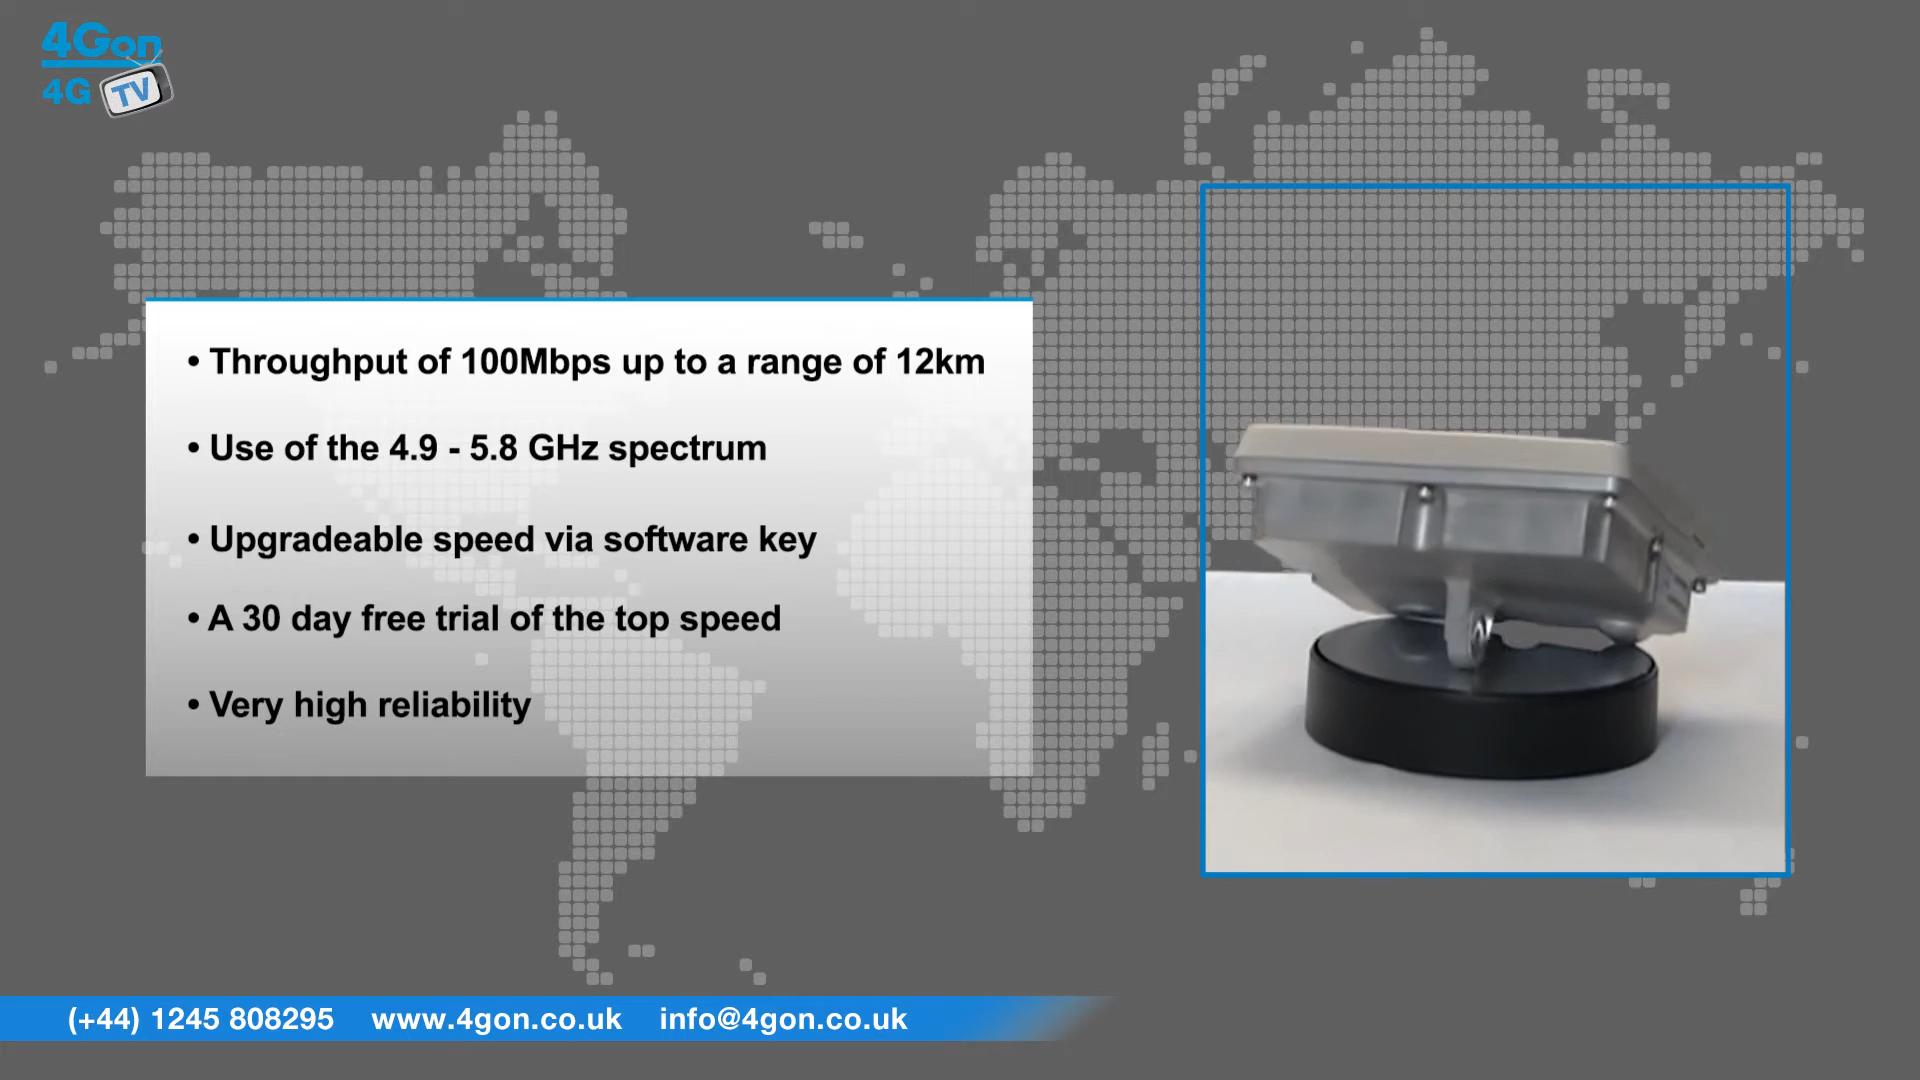 4Gon
4G TV
• Throughput of 100Mbps up to a range of 12km
• Use of the 4.9 - 5.8 GHz spectrum
• Upgradeable speed via software key
• A 30 day free trial of the top speed
• Very high reliability
(+44) 1245 808295 www.4gon.co.uk info@4gon.co.uk